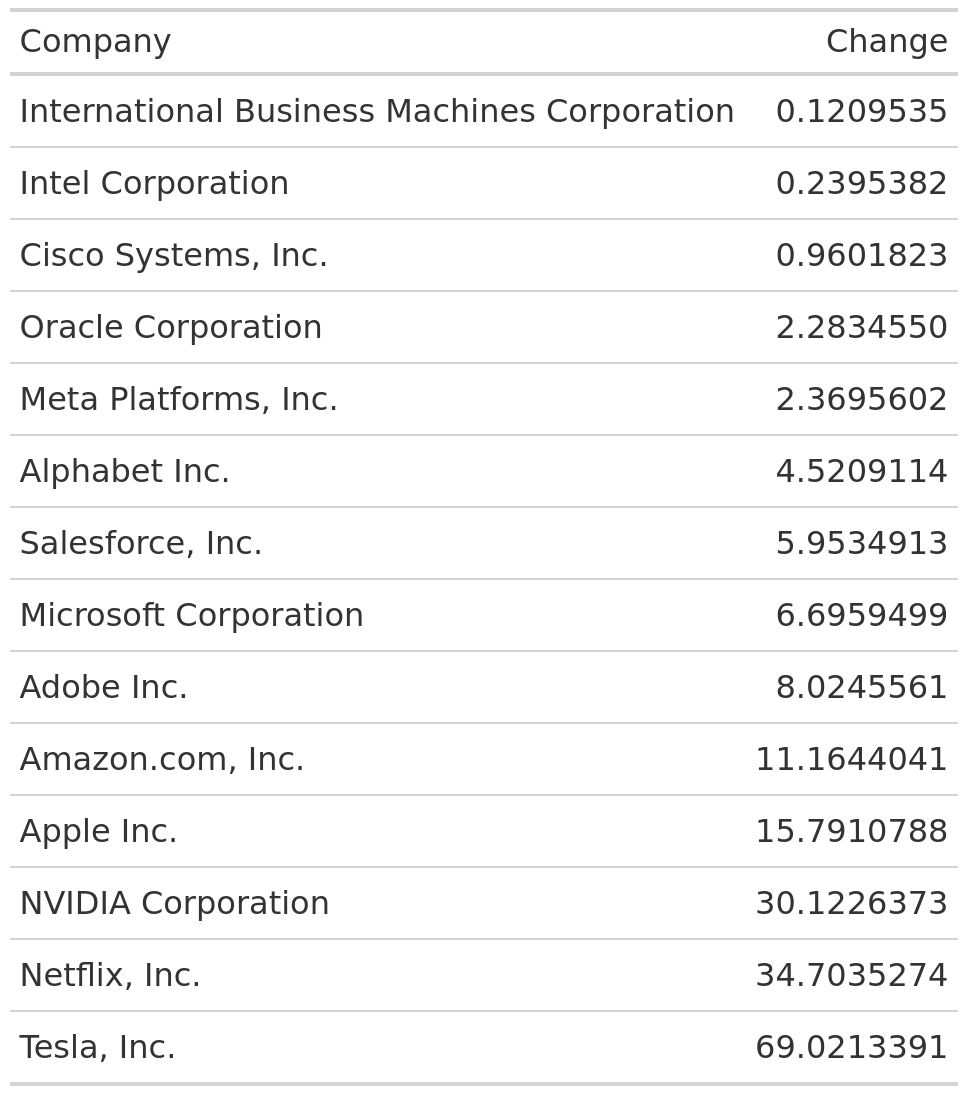 Company Change
International Business Machines Corporation 0.1209535
Intel Corporation 0.2395382
Cisco Systems, Inc. 0.9601823
Oracle Corporation 2.2834550
Meta Platforms, Inc. 2.3695602
Alphabet Inc. 4.5209114
Salesforce, Inc. 5.9534913
Microsoft Corporation 6.6959499
Adobe Inc. 8.0245561
Amazon.com, Inc. 11.1644041
Apple Inc. 15.7910788
NVIDIA Corporation 30.1226373
Netflix, Inc. 34.7035274
Tesla, Inc. 69.0213391